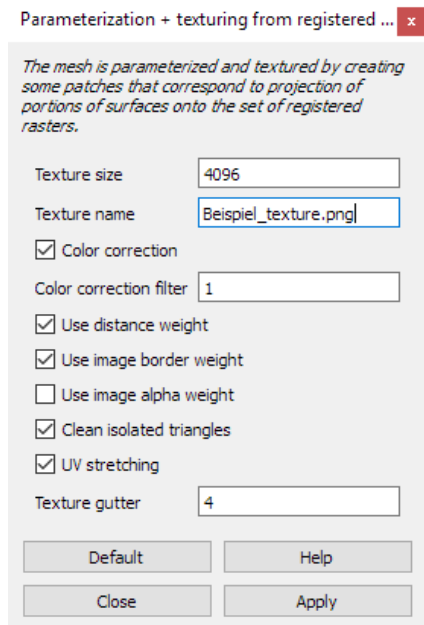 Parameterization + texturing from registered ...
x
The mesh is parameterized and textured by creating
some patches that correspond to projection of
portions of surfaces onto the set of registered
rasters.
Texture size 4096
Texture name Beispiel_texture.png
Color correction
Color correction filter 1
Use distance weight
Use image border weight
Use image alpha weight
Clean isolated triangles
UV stretching
Texture gutter 4
Default Help
Close Apply